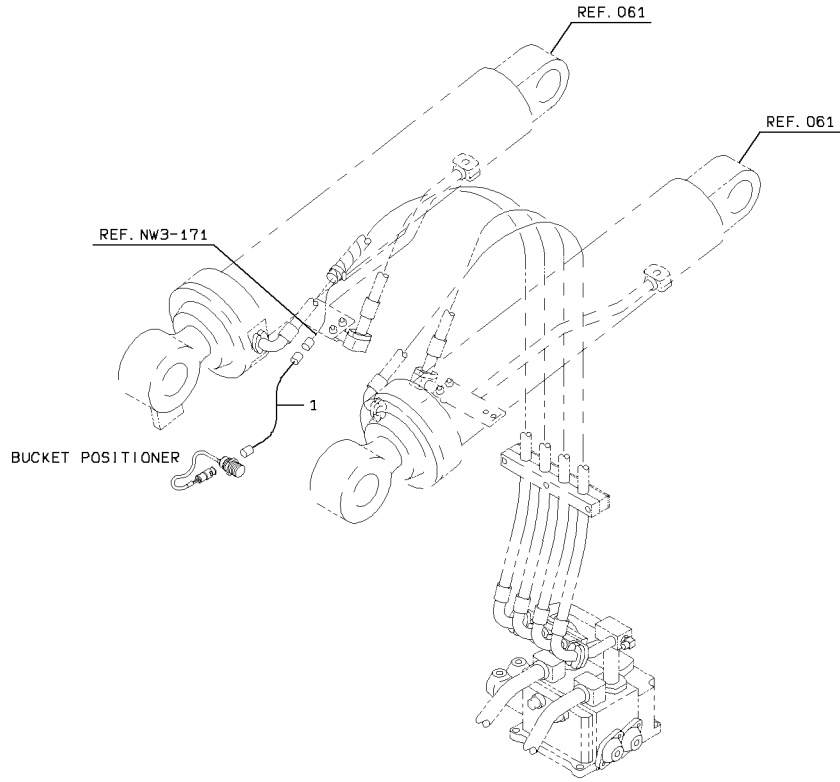 REF. 061
REF. 061
REF. NW3-171
1
BUCKET POSITIONER